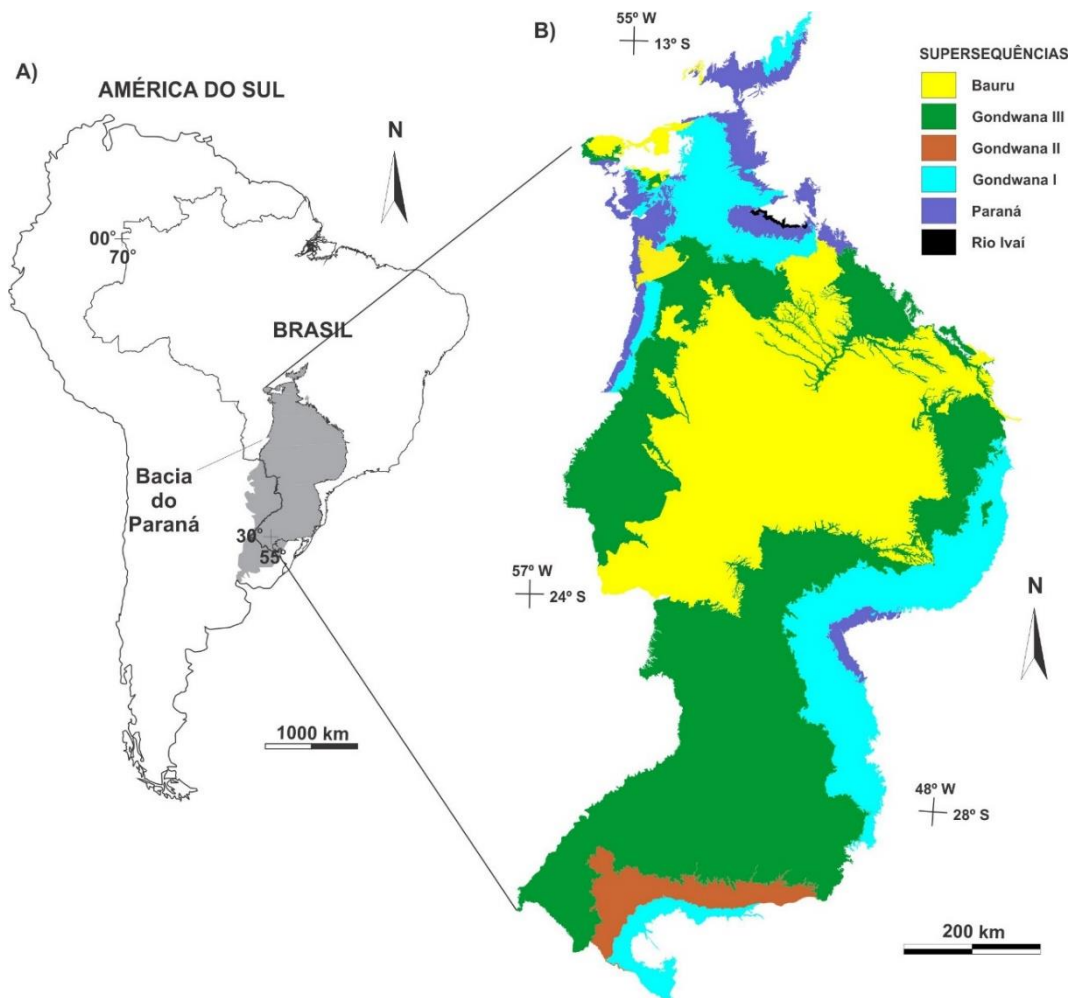 A)
AMÉRICA DO SUL
N
00°
70°
BRASIL
Bacia
do
Paraná
30°
55°
1000 km
B)
55º W
13º S
SUPERSEQUÊNCIAS
Bauru
Gondwana III
Gondwana II
Gondwana I
Paraná
Rio Ivaí
57º W
24º S
N
48º W
28º S
200 km